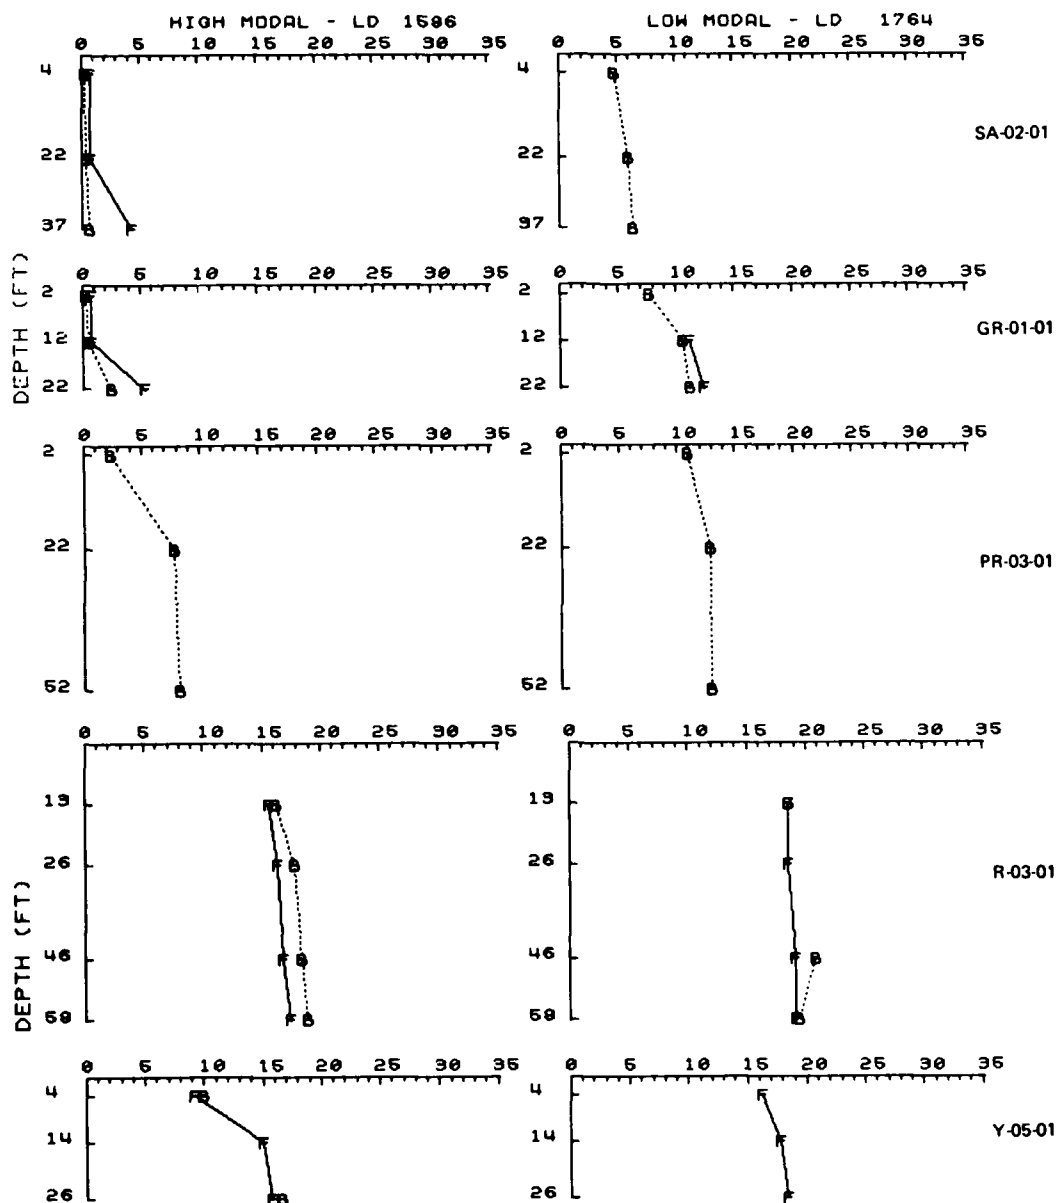 HIGH MODAL - LD 1586 LOW MODAL - LD 1764
0 5 10 15 20 25 30 35 0 5 10 15 20 25 30 35
4 F B 4 B
22 F B 22 B SA-02-01
37 B F 97 B
DEPTH (FT)
0 5 10 15 20 25 30 35 0 5 10 15 20 25 30 35
2 B F 2 B
12 B F 12 B F GR-01-01
22 B F 22 B F
0 5 10 15 20 25 30 35 0 5 10 15 20 25 30 35
2 B 2 B
22 B 22 B PR-03-01
52 B 52 B
0 5 10 15 20 25 30 35 0 5 10 15 20 25 30 35
19 F B 19 B
26 F B 26 F R-03-01
46 F B 46 F B
58 F B 58 F B
DEPTH (FT)
0 5 10 15 20 25 30 35 0 5 10 15 20 25 30 35
4 F B 4 F
14 F 14 F Y-05-01
26 F B 26 F